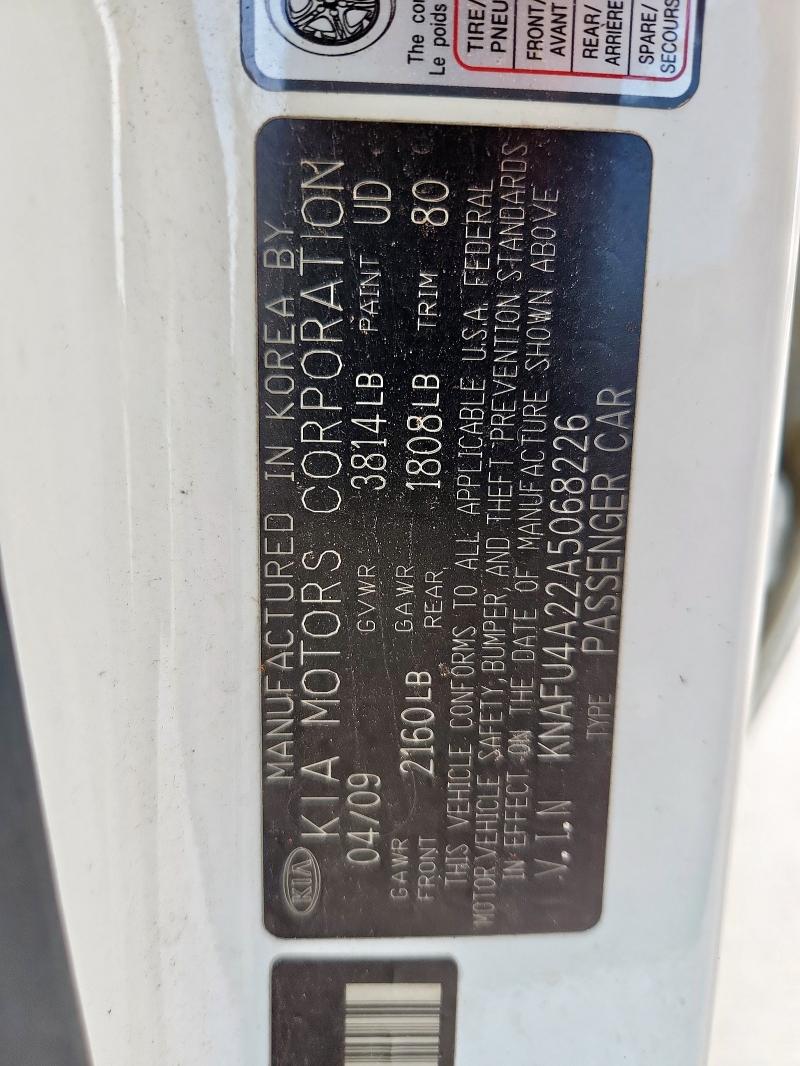 The con
Le poids
TIRE/
PNEU
FRONT/
AVANT
REAR/
ARRIÈRE
SPARE/
SECOURS
MANUFACTURED IN KOREA BY
KIA KIA MOTORS CORPORATION
04/09 GVWR 3814LB PAINT UD
GAWR FRONT 2160LB GAWR REAR 1808LB TRIM 80
THIS VEHICLE CONFORMS TO ALL APPLICABLE U.S.A. FEDERAL
MOTOR VEHICLE SAFETY, BUMPER, AND THEFT PREVENTION STANDARDS
IN EFFECT ON THE DATE OF MANUFACTURE SHOWN ABOVE
V.I.N KNAFU4A22A5068226
TYPE PASSENGER CAR